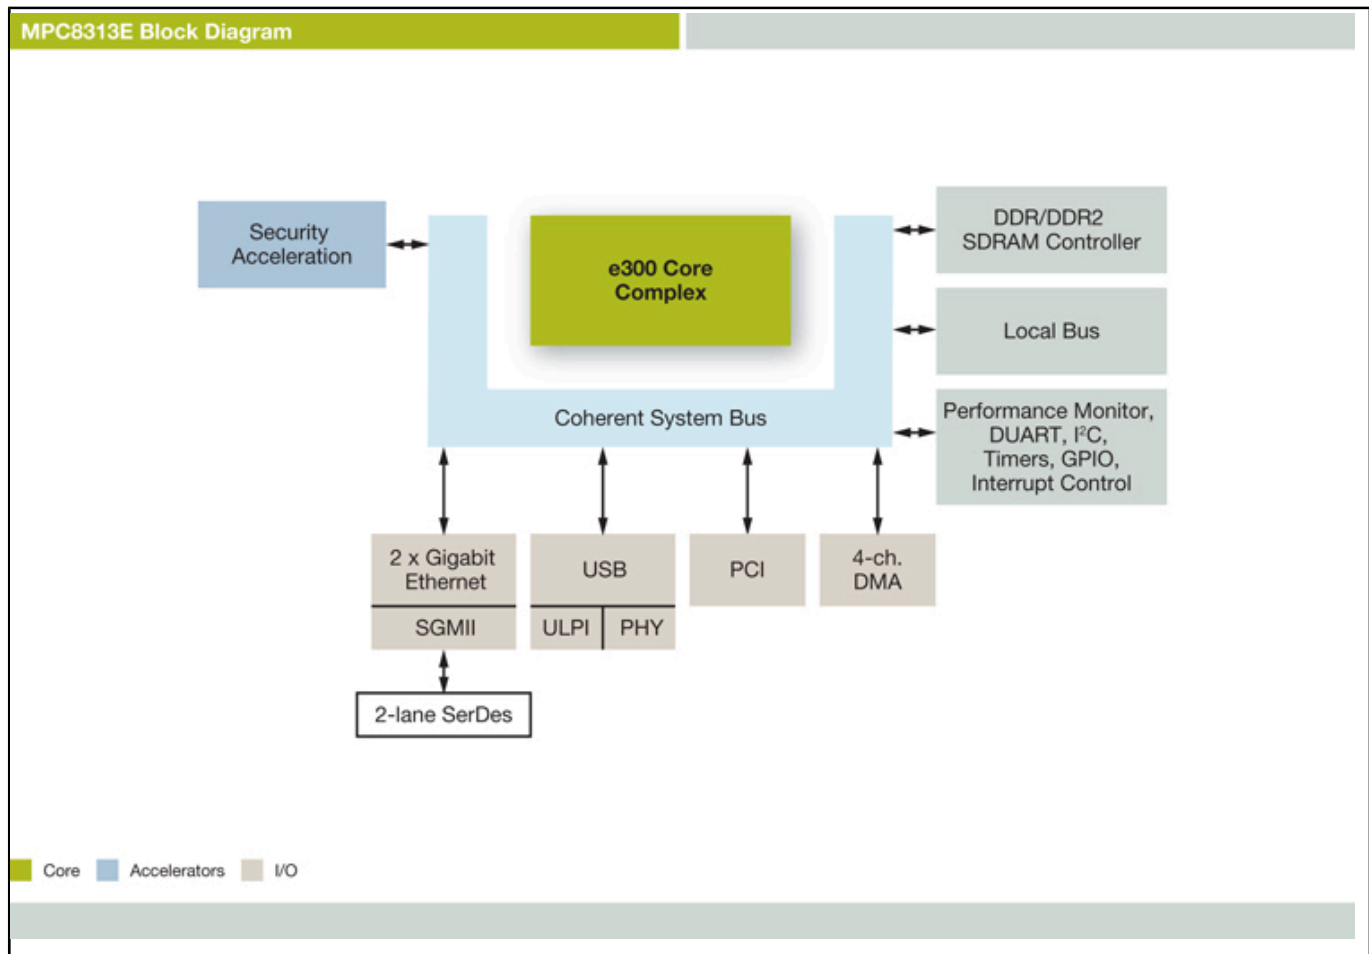 MPC8313E Block Diagram
Security
Acceleration
e300 Core
Complex
DDR/DDR2
SDRAM Controller
Local Bus
Coherent System Bus
Performance Monitor,
DUART, I²C,
Timers, GPIO,
Interrupt Control
2 x Gigabit
Ethernet
SGMII
USB
ULPI
PHY
PCI
4-ch.
DMA
2-lane SerDes
Core
Accelerators
I/O